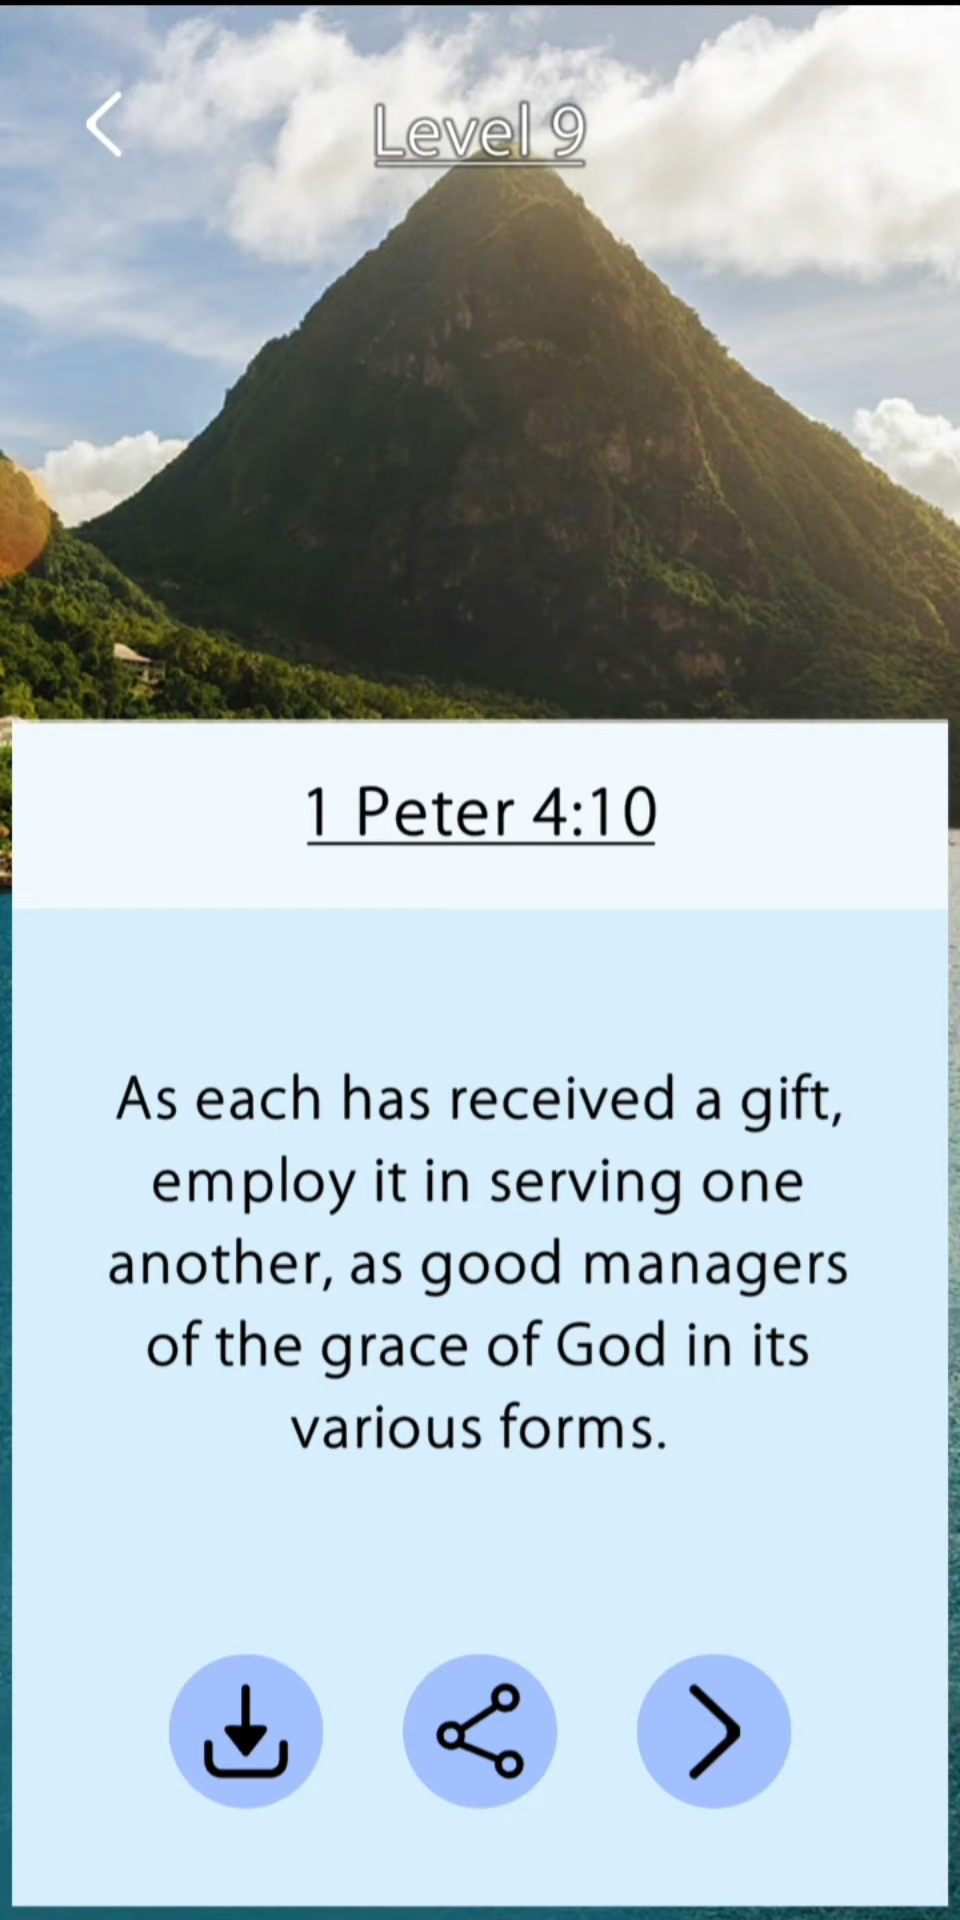 Level 9
1 Peter 4:10
As each has received a gift,
employ it in serving one
another, as good managers
of the grace of God in its
various forms.